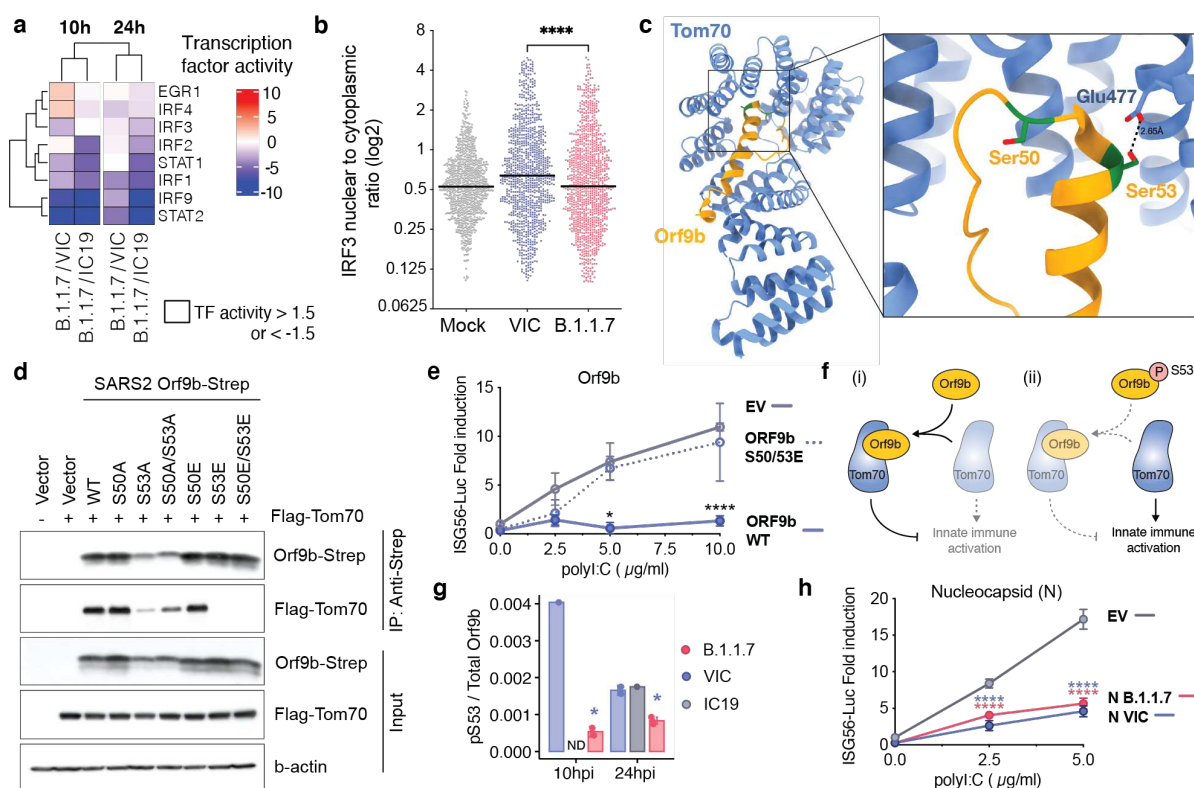 a
10h 24h
Transcription
factor activity
EGR1
IRF4
IRF3
IRF2
STAT1
IRF1
IRF9
STAT2
10
5
0
-5
-10
B.1.1.7 / VIC
B.1.1.7 / IC19
B.1.1.7 / VIC
B.1.1.7 / IC19
TF activity > 1.5
or < -1.5
b
IRF3 nuclear to cytoplasmic
ratio (log2)
8
4
2
1
0.5
0.25
0.125
0.0625
****
Mock VIC B.1.1.7
c
Tom70
Orf9b
Glu477
2.65Å
Ser50
Ser53
d
SARS2 Orf9b-Strep
Vector
Vector
WT
S50A
S53A
S50A/S53A
S50E
S53E
S50E/S53E
- + + + + + + + + Flag-Tom70
Orf9b-Strep
Flag-Tom70
IP: Anti-Strep
Orf9b-Strep
Flag-Tom70
b-actin
Input
e
Orf9b
ISG56-Luc Fold induction
15
10
5
0
0.0 2.5 5.0 7.5 10.0
polyI:C ( µg/ml)
* ****
EV
ORF9b
S50/53E
ORF9b
WT
f
(i) (ii)
Orf9b
Orf9b
Tom70
Tom70
Innate immune
activation
Orf9b
P S53
Orf9b
Tom70
Tom70
Innate immune
activation
g
pS53 / Total Orf9b
0.004
0.003
0.002
0.001
0.000
ND
* *
10hpi 24hpi
B.1.1.7
VIC
IC19
h
Nucleocapsid (N)
ISG56-Luc Fold induction
20
15
10
5
0
0.0 2.5 5.0
polyI:C ( µg/ml)
**** ****
**** ****
EV
N B.1.1.7
N VIC